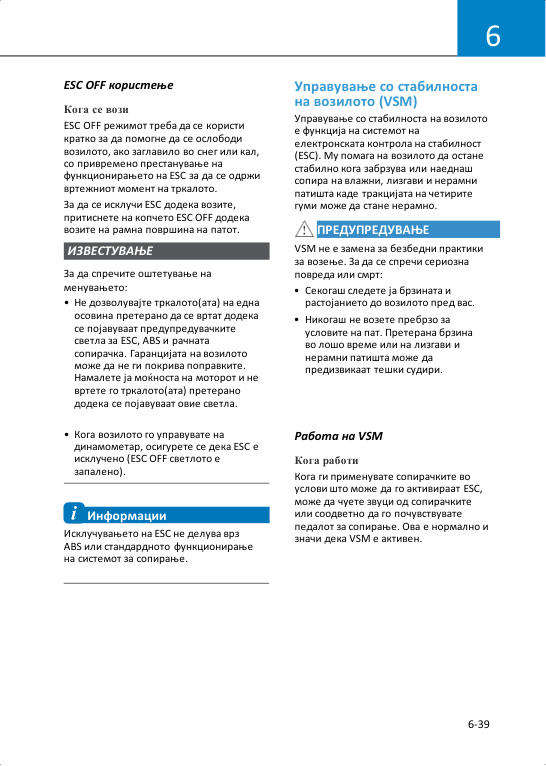 6
ESC OFF користење
Кога се вози
ESC OFF режимот треба да се користи
кратко за да помогне да се ослободи
возилото, ако заглавило во снег или кал,
со привремено престанување на
функционирањето на ESC за да се одржи
вртежниот момент на тркалото.
За да се исклучи ESC додека возите,
притиснете на копчето ESC OFF додека
возите на рамна површина на патот.
ИЗВЕСТУВАЊЕ
За да спречите оштетување на
менувањето:
• Не дозволувајте тркалото(ата) на една
осовина претерано да се вртат додека
се појавуваат предупредувачките
светла за ESC, ABS и рачната
сопирачка. Гаранцијата на возилото
може да не ги покрива поправките.
Намалете ја моќноста на моторот и не
вртете го тркалото(ата) претерано
додека се појавуваат овие светла.
• Кога возилото го управувате на
динамометар, осигурете се дека ESC е
исклучено (ESC OFF светлото е
запалено).
i Информации
Исклучувањето на ESC не делува врз
ABS или стандардното функционирање
на системот за сопирање.
Управување со стабилноста
на возилото (VSM)
Управување со стабилноста на возилото
е функција на системот на
електронската контрола на стабилност
(ESC). Му помага на возилото да остане
стабилно кога забрзува или наеднаш
сопира на влажни, лизгави и нерамни
патишта каде тракцијата на четирите
гуми може да стане нерамно.
ПРЕДУПРЕДУВАЊЕ
VSM не е замена за безбедни практики
за возење. За да се спречи сериозна
повреда или смрт:
• Секогаш следете ја брзината и
растојанието до возилото пред вас.
• Никогаш не возете пребрзо за
условите на пат. Претерана брзина
во лошо време или на лизгави и
нерамни патишта може да
предизвикаат тешки судири.
Работа на VSM
Кога работи
Кога ги применувате сопирачките во
услови што може да го активираат ESC,
може да чуете звуци од сопирачките
или соодветно да го почувствувате
педалот за сопирање. Ова е нормално и
значи дека VSM е активен.
6-39